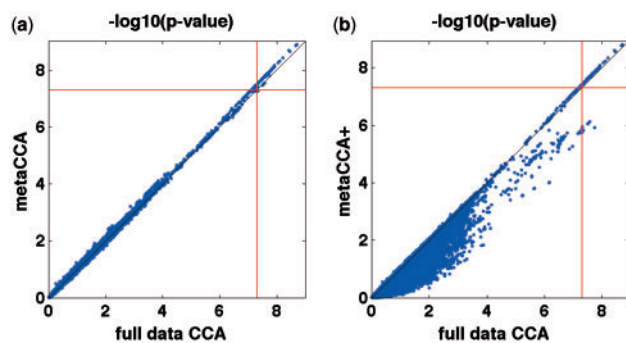 (a) -log10(p-value)
8
6
4
2
0
metaCCA
0 2 4 6 8
full data CCA
(b) -log10(p-value)
8
6
4
2
0
metaCCA+
0 2 4 6 8
full data CCA